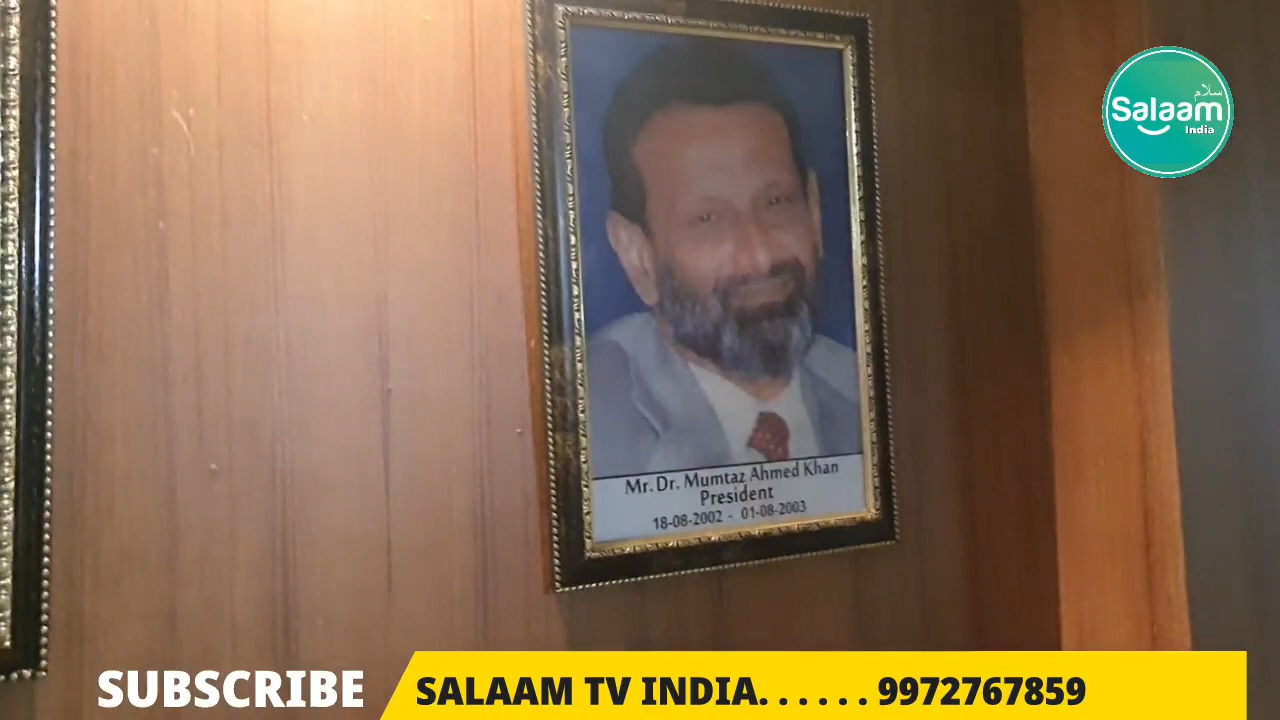 سلام
Salaam
India
Mr. Dr. Mumtaz Ahmed Khan
President
18-08-2002 - 01-08-2003
SUBSCRIBE
SALAAM TV INDIA. . . . . . 9972767859